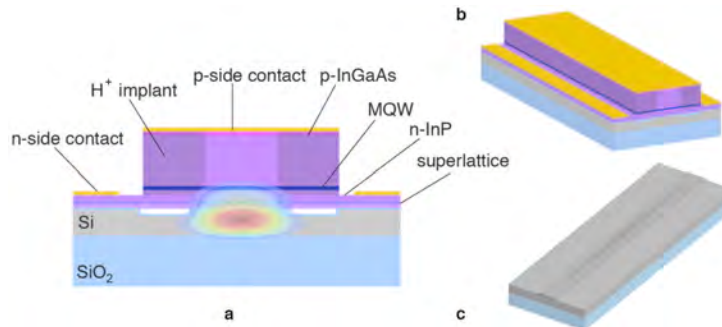 b
p-side contact
p-InGaAs
H+ implant
MQW
n-InP
n-side contact
superlattice
Si
SiO2
a
c